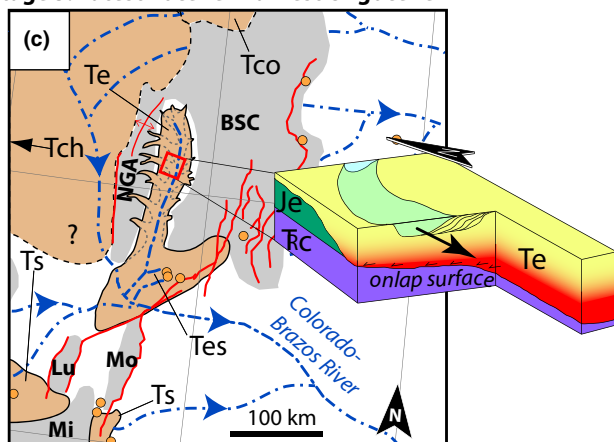 (c)
Tco
Te
BSC
Tch
NGA
Je
Ts
?
Te
onlap surface
Ts
Tes
Colorado-
Brazos River
Lu
Mo
Ts
Mi
100 km
N